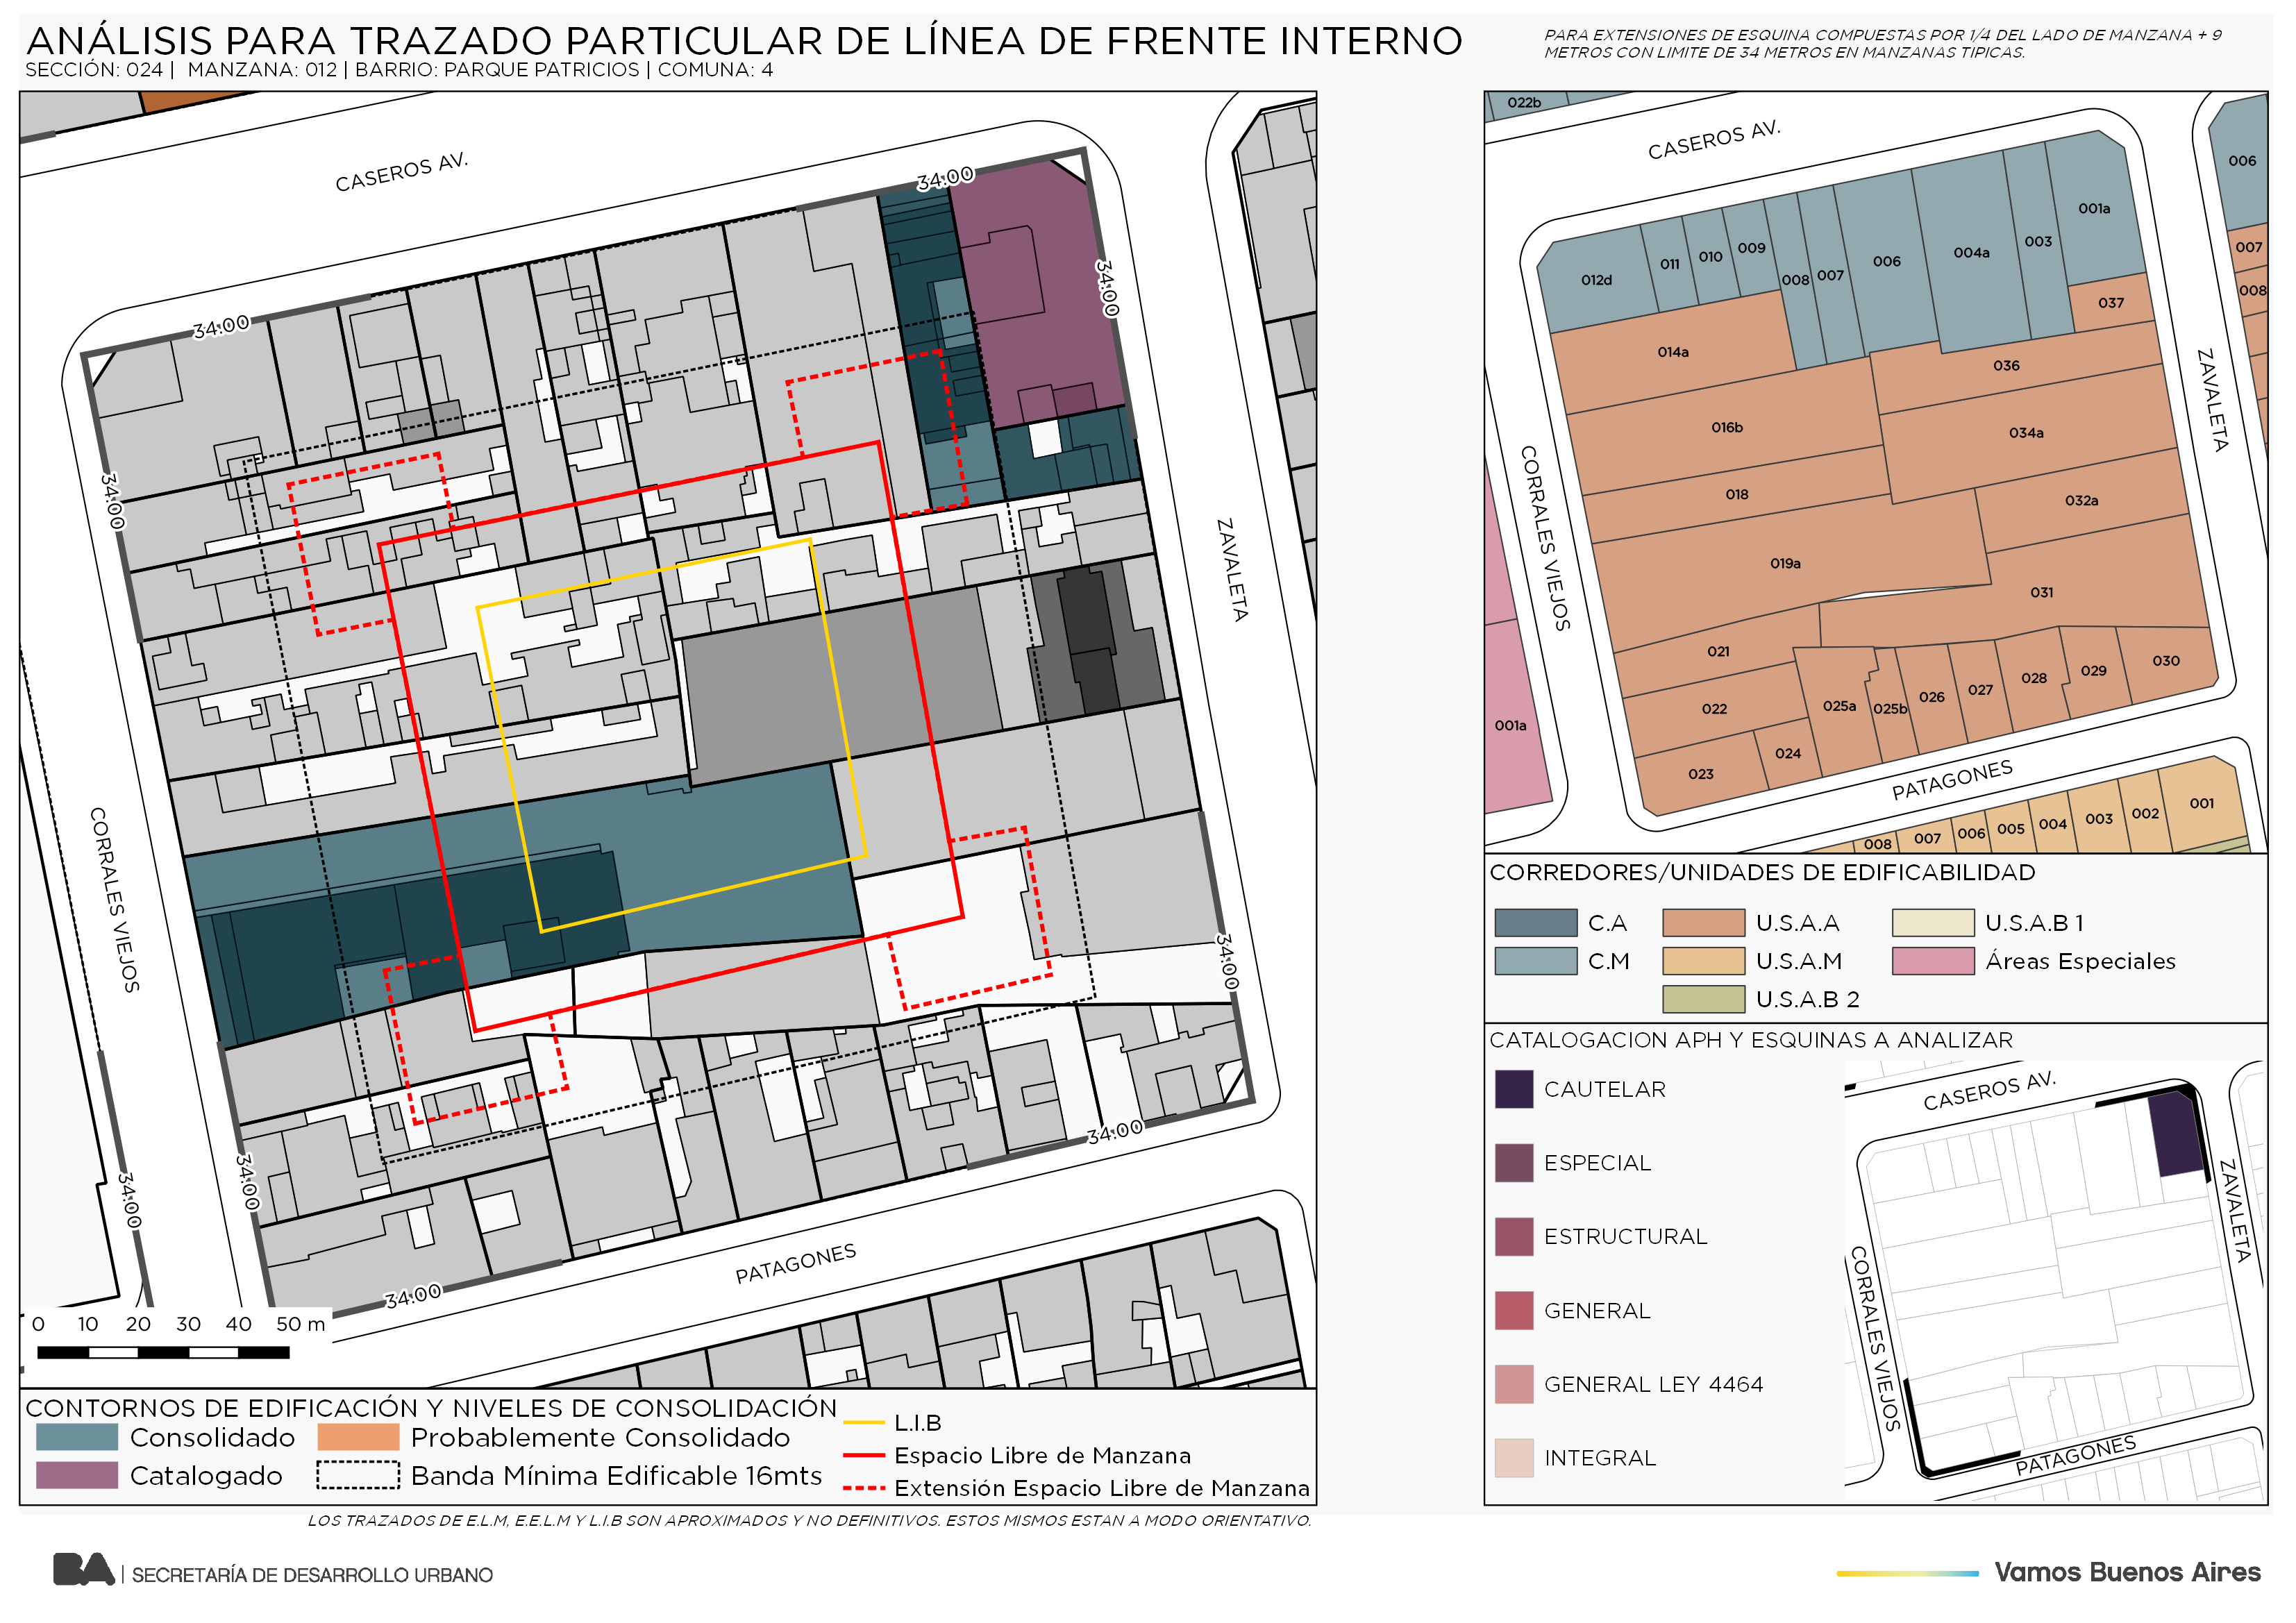 ANÁLISIS PARA TRAZADO PARTICULAR DE LÍNEA DE FRENTE INTERNO
SECCIÓN: 024 | MANZANA: 012 | BARRIO: PARQUE PATRICIOS | COMUNA: 4
PARA EXTENSIONES DE ESQUINA COMPUESTAS POR 1/4 DEL LADO DE MANZANA + 9
METROS CON LIMITE DE 34 METROS EN MANZANAS TIPICAS.
CASEROS AV.
34:00
34:00
34:00
34:00
ZAVALETA
CORRALES VIEJOS
34:00
34:00
34:00
34:00
34:00
PATAGONES
0 10 20 30 40 50 m
CONTORNOS DE EDIFICACIÓN Y NIVELES DE CONSOLIDACIÓN
Consolidado
Probablemente Consolidado
Catalogado
Banda Mínima Edificable 16mts
L.I.B
Espacio Libre de Manzana
Extensión Espacio Libre de Manzana
022b
CASEROS AV.
006
001a
003
004a
006
007
008
009
010
011
012d
007
008
037
014a
036
016b
034a
018
032a
019a
031
021
022
023
024
025a
025b
026
027
028
029
030
ZAVALETA
CORRALES VIEJOS
001a
PATAGONES
008
007
006
005
004
003
002
001
CORREDORES/UNIDADES DE EDIFICABILIDAD
C.A
U.S.A.A
U.S.A.B 1
C.M
U.S.A.M
Áreas Especiales
U.S.A.B 2
CATALOGACION APH Y ESQUINAS A ANALIZAR
CAUTELAR
ESPECIAL
ESTRUCTURAL
GENERAL
GENERAL LEY 4464
INTEGRAL
CASEROS AV.
ZAVALETA
CORRALES VIEJOS
PATAGONES
LOS TRAZADOS DE E.L.M, E.E.L.M Y L.I.B SON APROXIMADOS Y NO DEFINITIVOS. ESTOS MISMOS ESTAN A MODO ORIENTATIVO.
BA | SECRETARÍA DE DESARROLLO URBANO
Vamos Buenos Aires